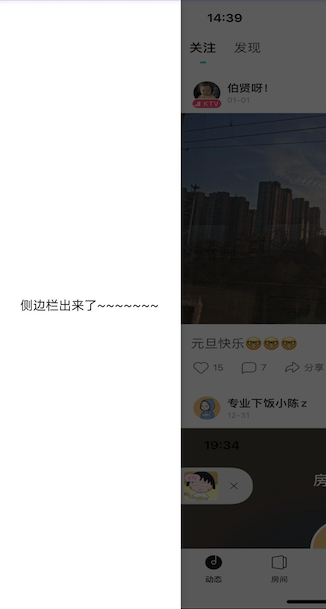 侧边栏出来了~~~~~~~
14:39
关注 发现
伯贤呀!
KTV 01-01
元旦快乐🤓🤓🤓
15 7 分享
专业下饭小陈z
12-31
19:34
房
动态 房间